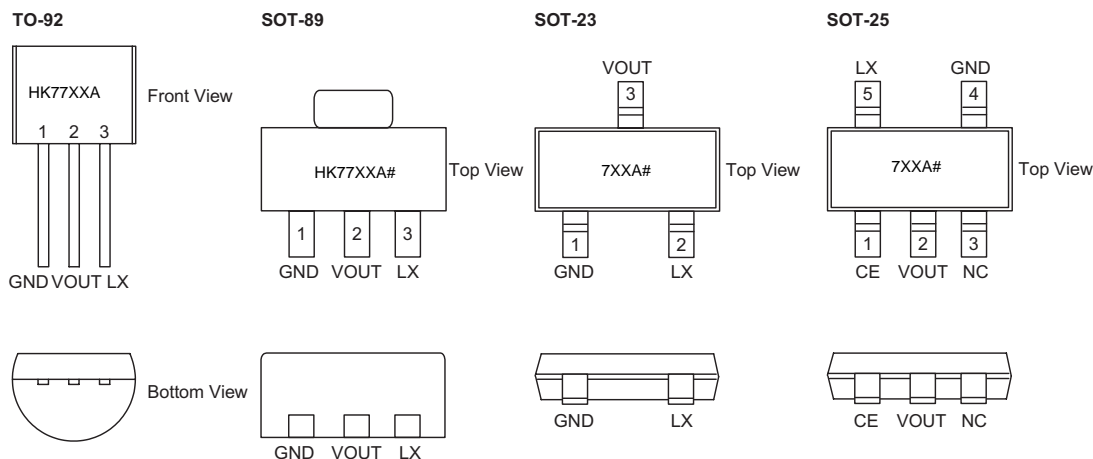 TO-92
SOT-89
SOT-23
SOT-25
HK77XXA
1 2 3
Front View
GND VOUT LX
HK77XXA#
Top View
1 2 3
GND VOUT LX
VOUT
3
7XXA#
Top View
1 2
GND LX
LX GND
5 4
7XXA#
Top View
1 2 3
CE VOUT NC
Bottom View
GND VOUT LX
GND LX
CE VOUT NC